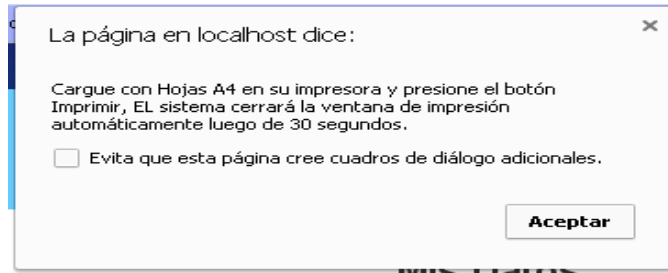 La página en localhost dice:
Cargue con Hojas A4 en su impresora y presione el botón
Imprimir, EL sistema cerrará la ventana de impresión
automáticamente luego de 30 segundos.
Evita que esta página cree cuadros de diálogo adicionales.
Aceptar
Mis Datos